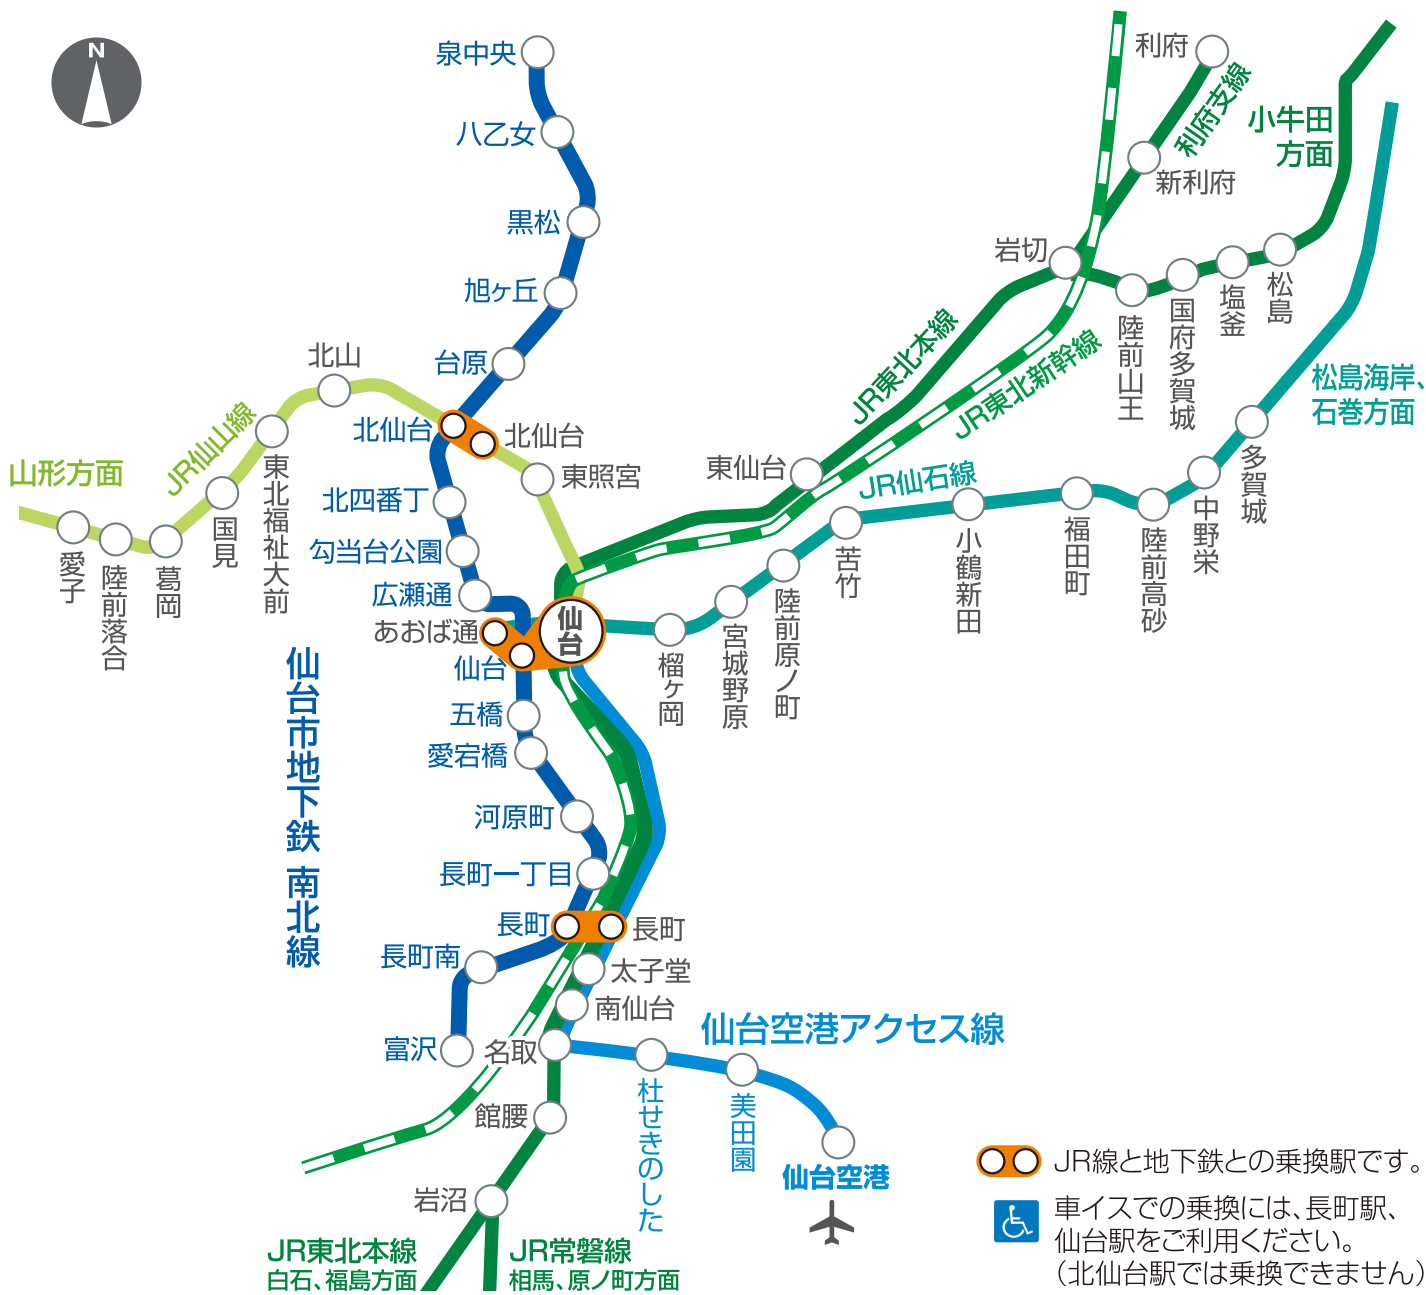 N
泉中央
八乙女
黒松
旭ヶ丘
台原
北仙台
北四番丁
勾当台公園
広瀬通
あおば通
仙台
仙台
五橋
愛宕橋
河原町
長町一丁目
長町
長町南
富沢
仙台市地下鉄 南北線
山形方面
JR仙山線
愛子
陸前落合
葛岡
国見
東北福祉大前
北山
北仙台
東照宮
利府
利府支線
新利府
小牛田
方面
岩切
陸前山王
国府多賀城
塩釜
松島
JR東北本線
JR東北新幹線
東仙台
松島海岸、
石巻方面
JR仙石線
榴ヶ岡
宮城野原
陸前原ノ町
苦竹
小鶴新田
福田町
陸前高砂
中野栄
多賀城
長町
太子堂
南仙台
名取
館腰
岩沼
仙台空港アクセス線
杜せきのした
美田園
仙台空港
JR東北本線
白石、福島方面
JR常磐線
相馬、原ノ町方面
JR線と地下鉄との乗換駅です。
車イスでの乗換には、長町駅、
仙台駅をご利用ください。
（北仙台駅では乗換できません）